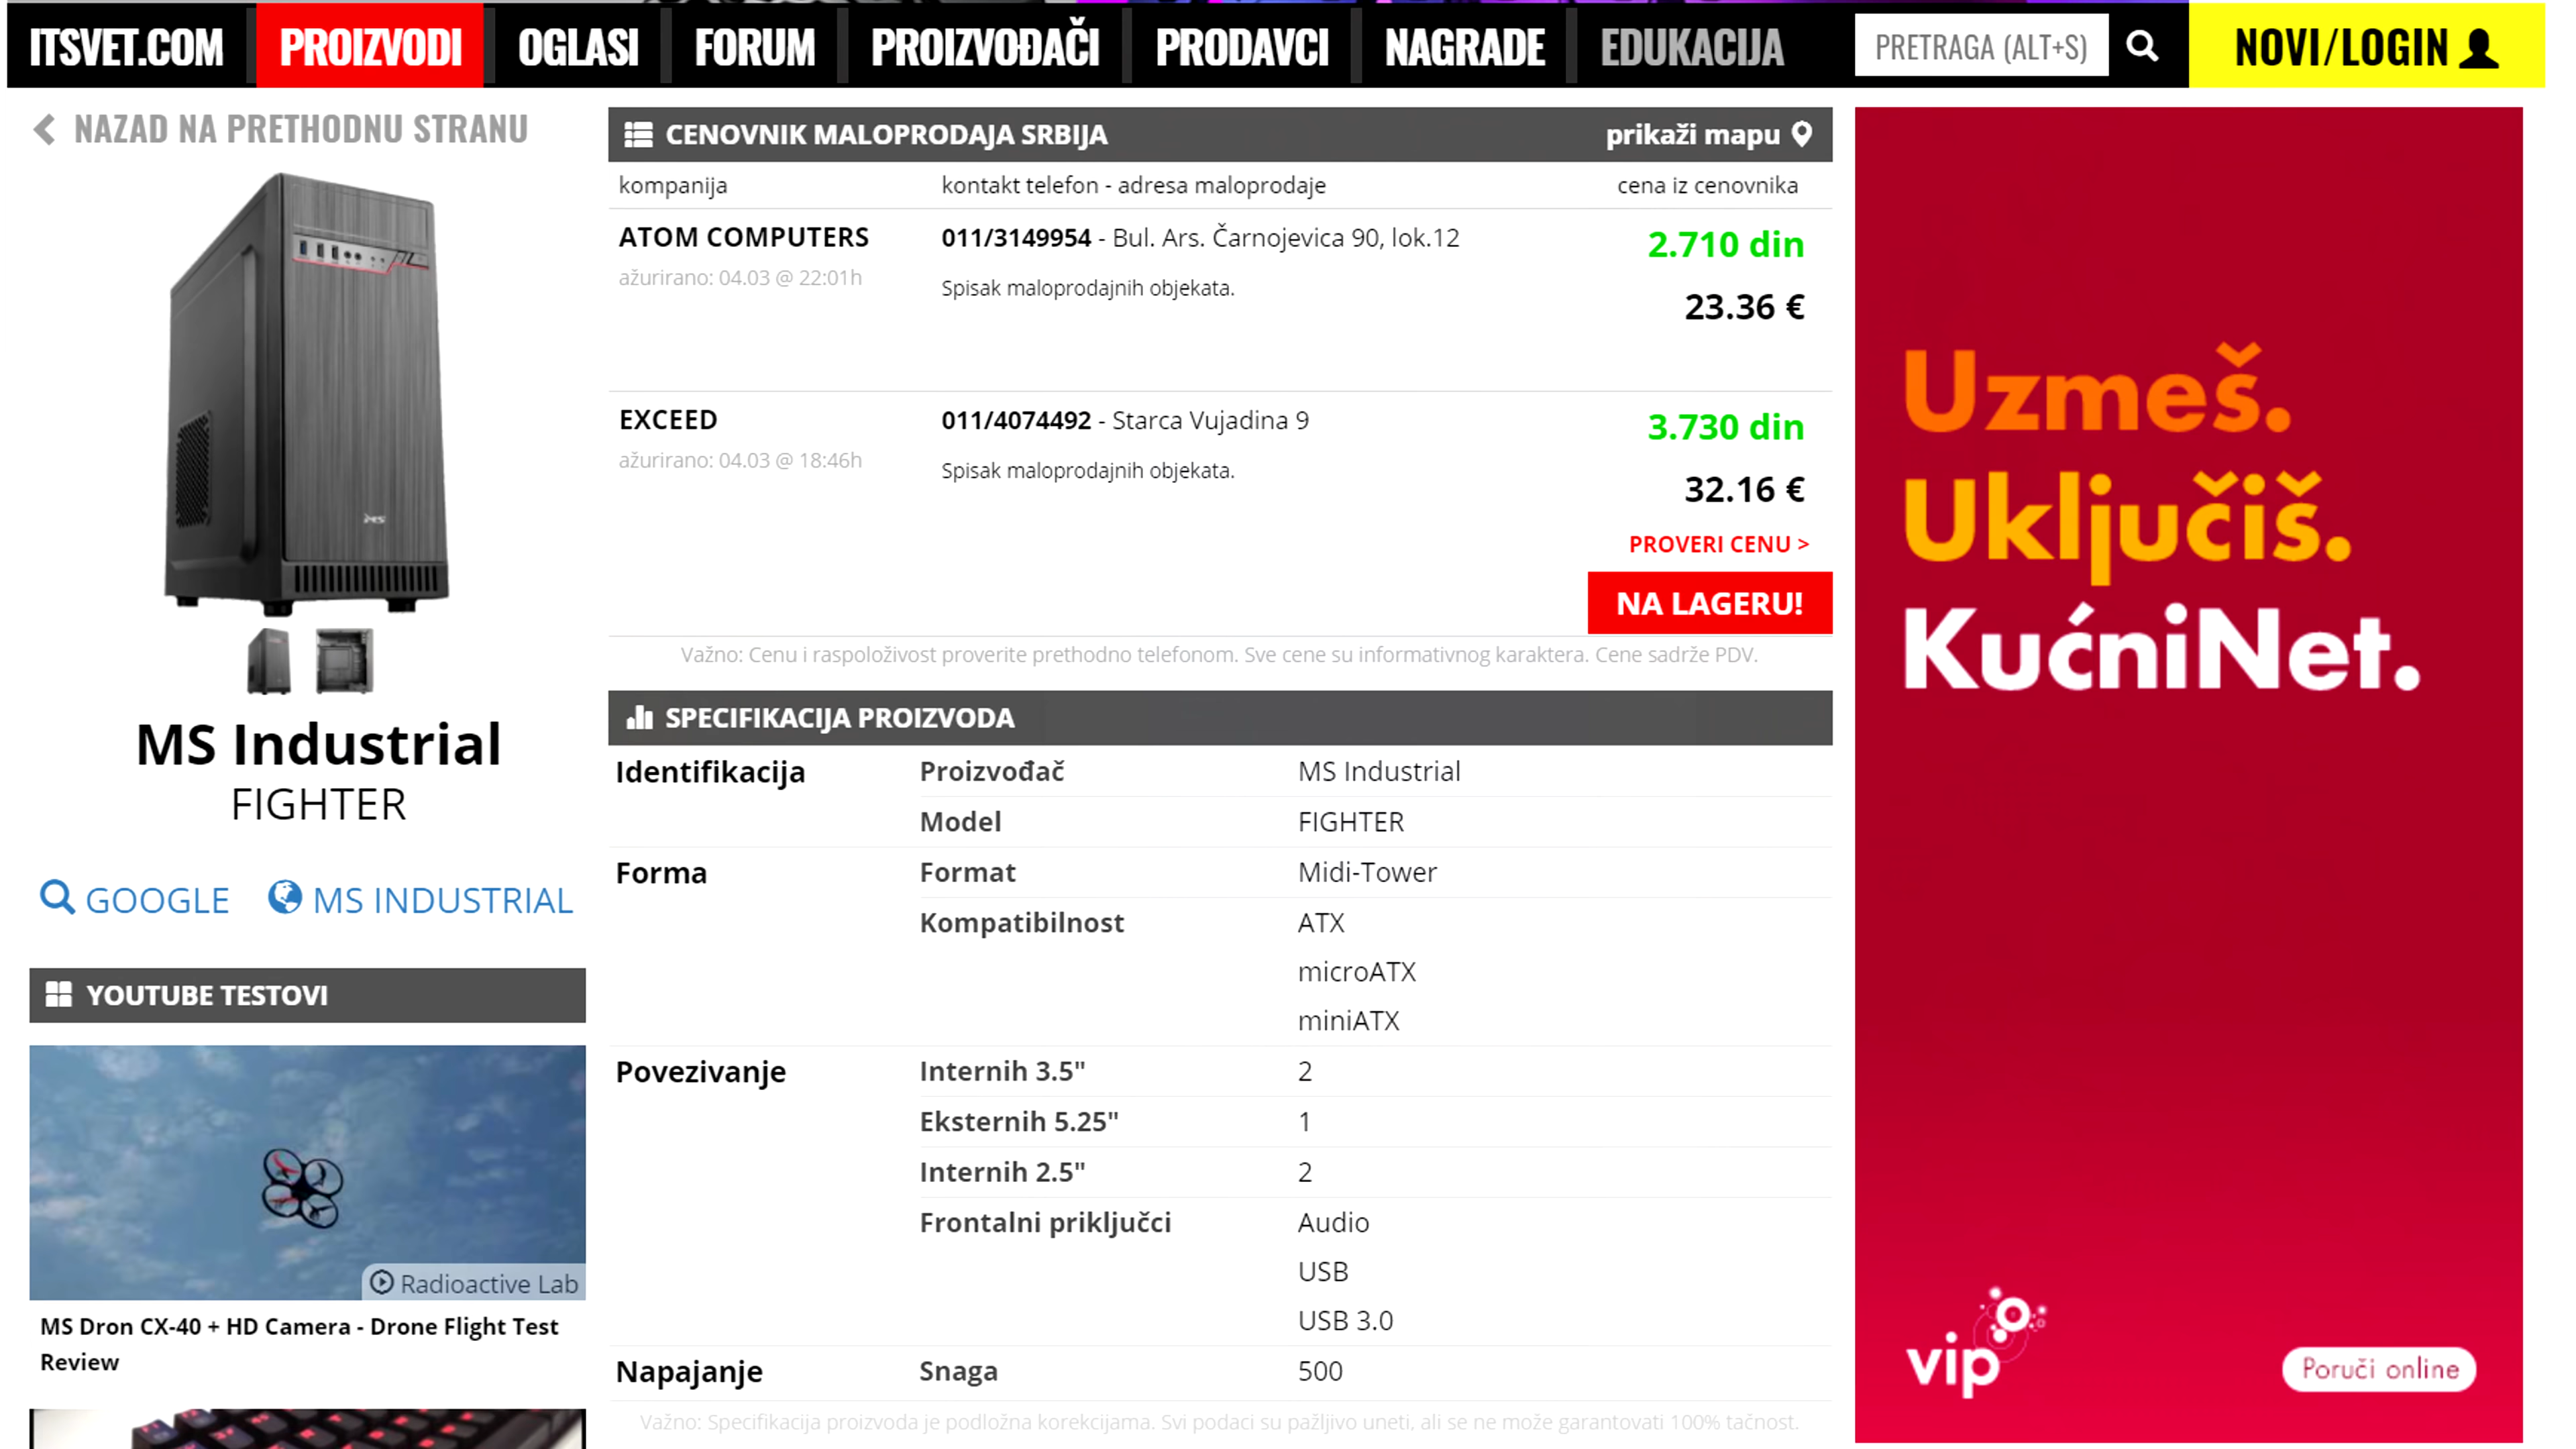 ITSVET.COM PROIZVODI OGLASI FORUM PROIZVOĐAČI PRODAVCI NAGRADE EDUKACIJA PRETRAGA (ALT+S) NOVI/LOGIN
NAZAD NA PRETHODNU STRANU
MS Industrial
FIGHTER
GOOGLE MS INDUSTRIAL
YOUTUBE TESTOVI
Radioactive Lab
MS Dron CX-40 + HD Camera - Drone Flight Test
Review
CENOVNIK MALOPRODAJA SRBIJA prikaži mapu
kompanija kontakt telefon - adresa maloprodaje cena iz cenovnika
ATOM COMPUTERS 011/3149954 - Bul. Ars. Čarnojevica 90, lok.12 2.710 din
ažurirano: 04.03 @ 22:01h Spisak maloprodajnih objekata. 23.36 €
EXCEED 011/4074492 - Starca Vujadina 9 3.730 din
ažurirano: 04.03 @ 18:46h Spisak maloprodajnih objekata. 32.16 €
PROVERI CENU >
NA LAGERU!
Važno: Cenu i raspoloživost proverite prethodno telefonom. Sve cene su informativnog karaktera. Cene sadrže PDV.
SPECIFIKACIJA PROIZVODA
Identifikacija Proizvođač MS Industrial
Model FIGHTER
Forma Format Midi-Tower
Kompatibilnost ATX
microATX
miniATX
Povezivanje Internih 3.5" 2
Eksternih 5.25" 1
Internih 2.5" 2
Frontalni priključci Audio
USB
USB 3.0
Napajanje Snaga 500
Važno: Specifikacija proizvoda je podložna korekcijama. Svi podaci su pažljivo uneti, ali se ne može garantovati 100% tačnost.
Uzmeš.
Uključiš.
KućniNet.
vip
Poruči online